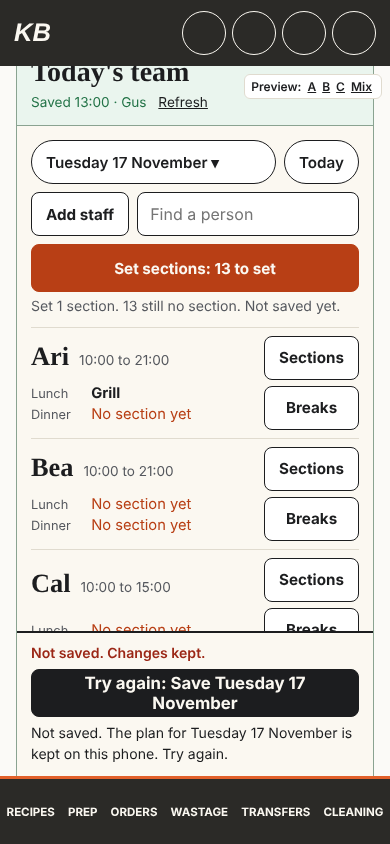 KB
Today's team
Preview: A B C Mix
Saved 13:00 · Gus Refresh
Tuesday 17 November ▾
Today
Add staff
Find a person
Set sections: 13 to set
Set 1 section. 13 still no section. Not saved yet.
Ari 10:00 to 21:00
Sections
Lunch Grill
Dinner No section yet
Breaks
Bea 10:00 to 21:00
Sections
Lunch No section yet
Dinner No section yet
Breaks
Cal 10:00 to 15:00
Sections
Lunch No section yet
Breaks
Not saved. Changes kept.
Try again: Save Tuesday 17
November
Not saved. The plan for Tuesday 17 November is
kept on this phone. Try again.
RECIPES PREP ORDERS WASTAGE TRANSFERS CLEANING